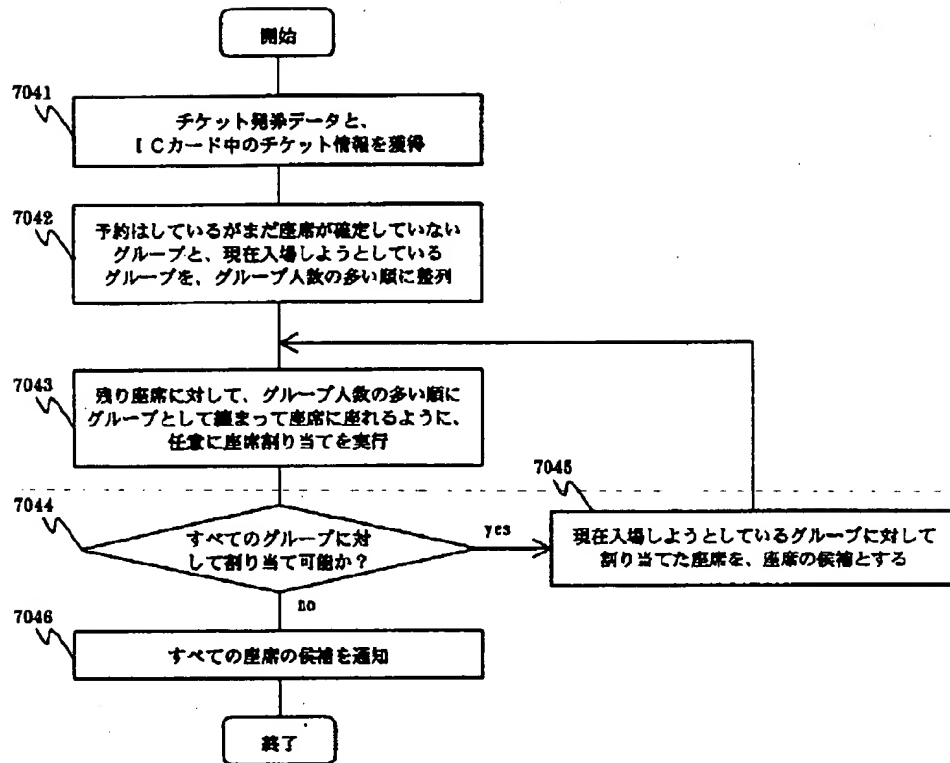 開始
7041
チケット発券データと、
ICカード中のチケット情報を獲得
7042
予約はしているがまだ座席が確定していない
グループと、現在入場しようとしている
グループを、グループ人数の多い順に整列
7043
残り座席に対して、グループ人数の多い順に
グループとして纏まって座席に座れるように、
任意に座席割り当てを実行
7044
すべてのグループに対
して割り当て可能か？
yes
7045
現在入場しようとしているグループに対して
割り当てた座席を、座席の候補とする
no
7046
すべての座席の候補を通知
終了